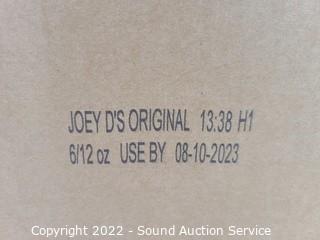 JOEY D'S ORIGINAL 13:38 H1
6/12 oz USE BY 08-10-2023
Copyright 2022 - Sound Auction Service